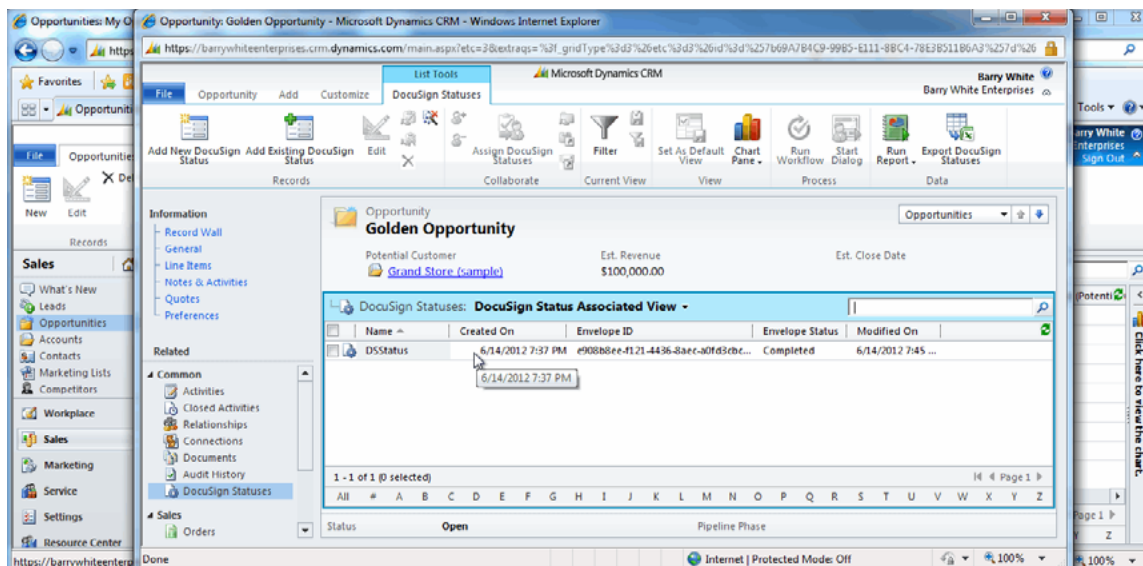 Opportunities: My O
Opportunity: Golden Opportunity - Microsoft Dynamics CRM - Windows Internet Explorer
https
https://barrywhiteenterprises.crm.dynamics.com/main.aspx?etc=3&extraqs=%3f_gridType%3d3%26etc%3d3%26id%3d%257b69A7B4C9-99B5-E111-8BC4-78E3B511B6A3%257d%26
Favorites
Opportuniti
Tools
List Tools
Microsoft Dynamics CRM
Barry White
Barry White Enterprises
File Opportunity Add Customize DocuSign Statuses
Add New DocuSign Status
Add Existing DocuSign Status
Edit
Assign DocuSign Statuses
Filter
Set As Default View
Chart Pane
Run Workflow
Start Dialog
Run Report
Export DocuSign Statuses
Records Collaborate Current View View Process Data
arry White
Enterprises
Sign Out
File Opportunitie
Del
New Edit
Records
Sales
What's New
Leads
Opportunities
Accounts
Contacts
Marketing Lists
Competitors
Workplace
Sales
Marketing
Service
Settings
Resource Center
https://barrywhiteenterp
Information
Record Wall
General
Line Items
Notes & Activities
Quotes
Preferences
Related
Common
Activities
Closed Activities
Relationships
Connections
Documents
Audit History
DocuSign Statuses
Sales
Orders
Opportunity
Golden Opportunity
Opportunities
Potential Customer Est. Revenue Est. Close Date
Grand Store (sample) $100,000.00
DocuSign Statuses: DocuSign Status Associated View
Name Created On Envelope ID Envelope Status Modified On
DSStatus 6/14/2012 7:37 PM e908b8ee-f121-4436-8aec-a0fd3cbc... Completed 6/14/2012 7:45 ...
6/14/2012 7:37 PM
1 - 1 of 1 (0 selected) Page 1
All # A B C D E F G H I J K L M N O P Q R S T U V W X Y Z
Status Open Pipeline Phase
Done Internet | Protected Mode: Off 100%
(Potenti
Click here to view the chart.
Page 1
Y Z
100%